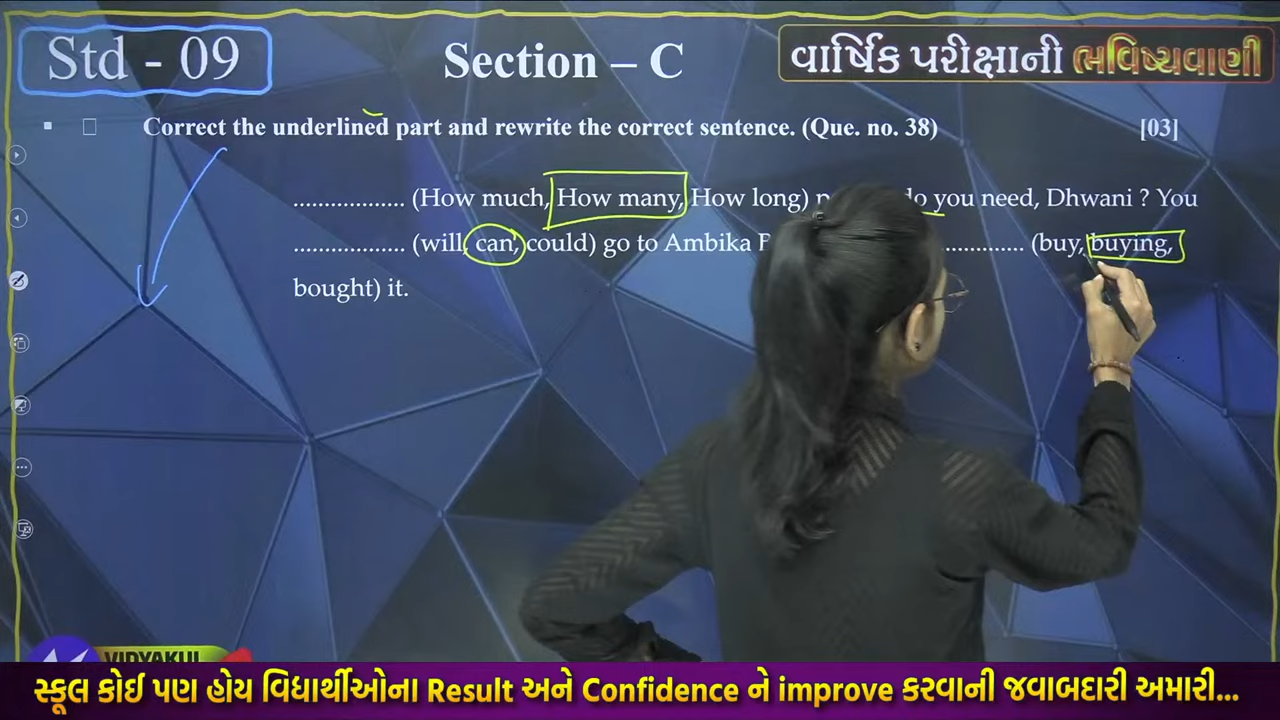 Std - 09
Section – C
વાર્ષિક પરીક્ષાની ભવિષ્યવાણી
Correct the underlined part and rewrite the correct sentence. (Que. no. 38) [03]
.................. (How much, How many, How long) do you need, Dhwani ? You
.................. (will, can, could) go to Ambika .............. (buy, buying,
bought) it.
VIDYAKUL
સ્કૂલ કોઈ પણ હોય વિદ્યાર્થીઓના Result અને Confidence ને improve કરવાની જવાબદારી અમારી...